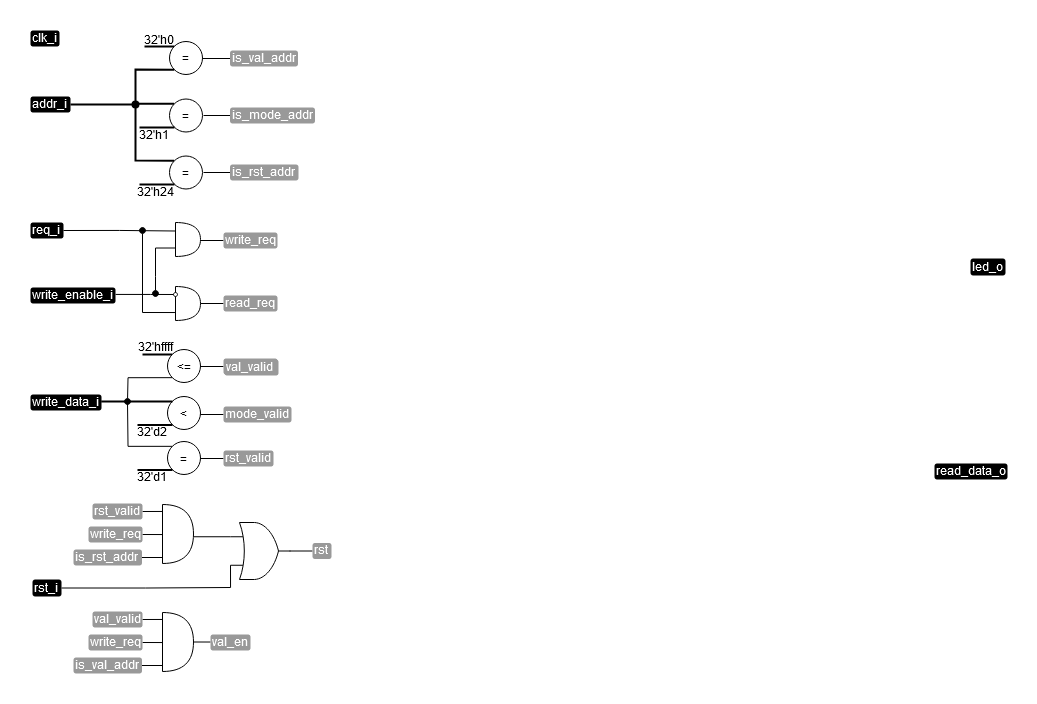 clk_i
32'h0
=
is_val_addr
addr_i
=
is_mode_addr
32'h1
=
is_rst_addr
32'h24
req_i
write_req
led_o
write_enable_i
read_req
32'hffff
<=
val_valid
write_data_i
<
mode_valid
32'd2
=
rst_valid
32'd1
read_data_o
rst_valid
write_req
is_rst_addr
rst
rst_i
val_valid
write_req
val_en
is_val_addr